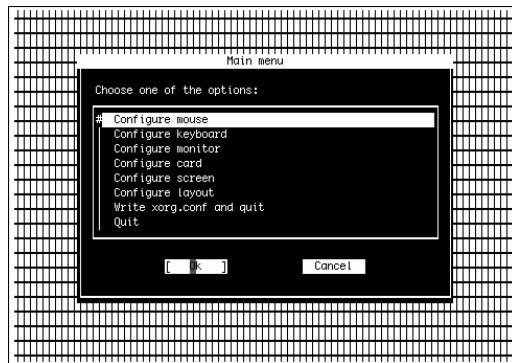 Main menu
Choose one of the options:
# Configure mouse
Configure keyboard
Configure monitor
Configure card
Configure screen
Configure layout
Write xorg.conf and quit
Quit
[ Ok ] Cancel